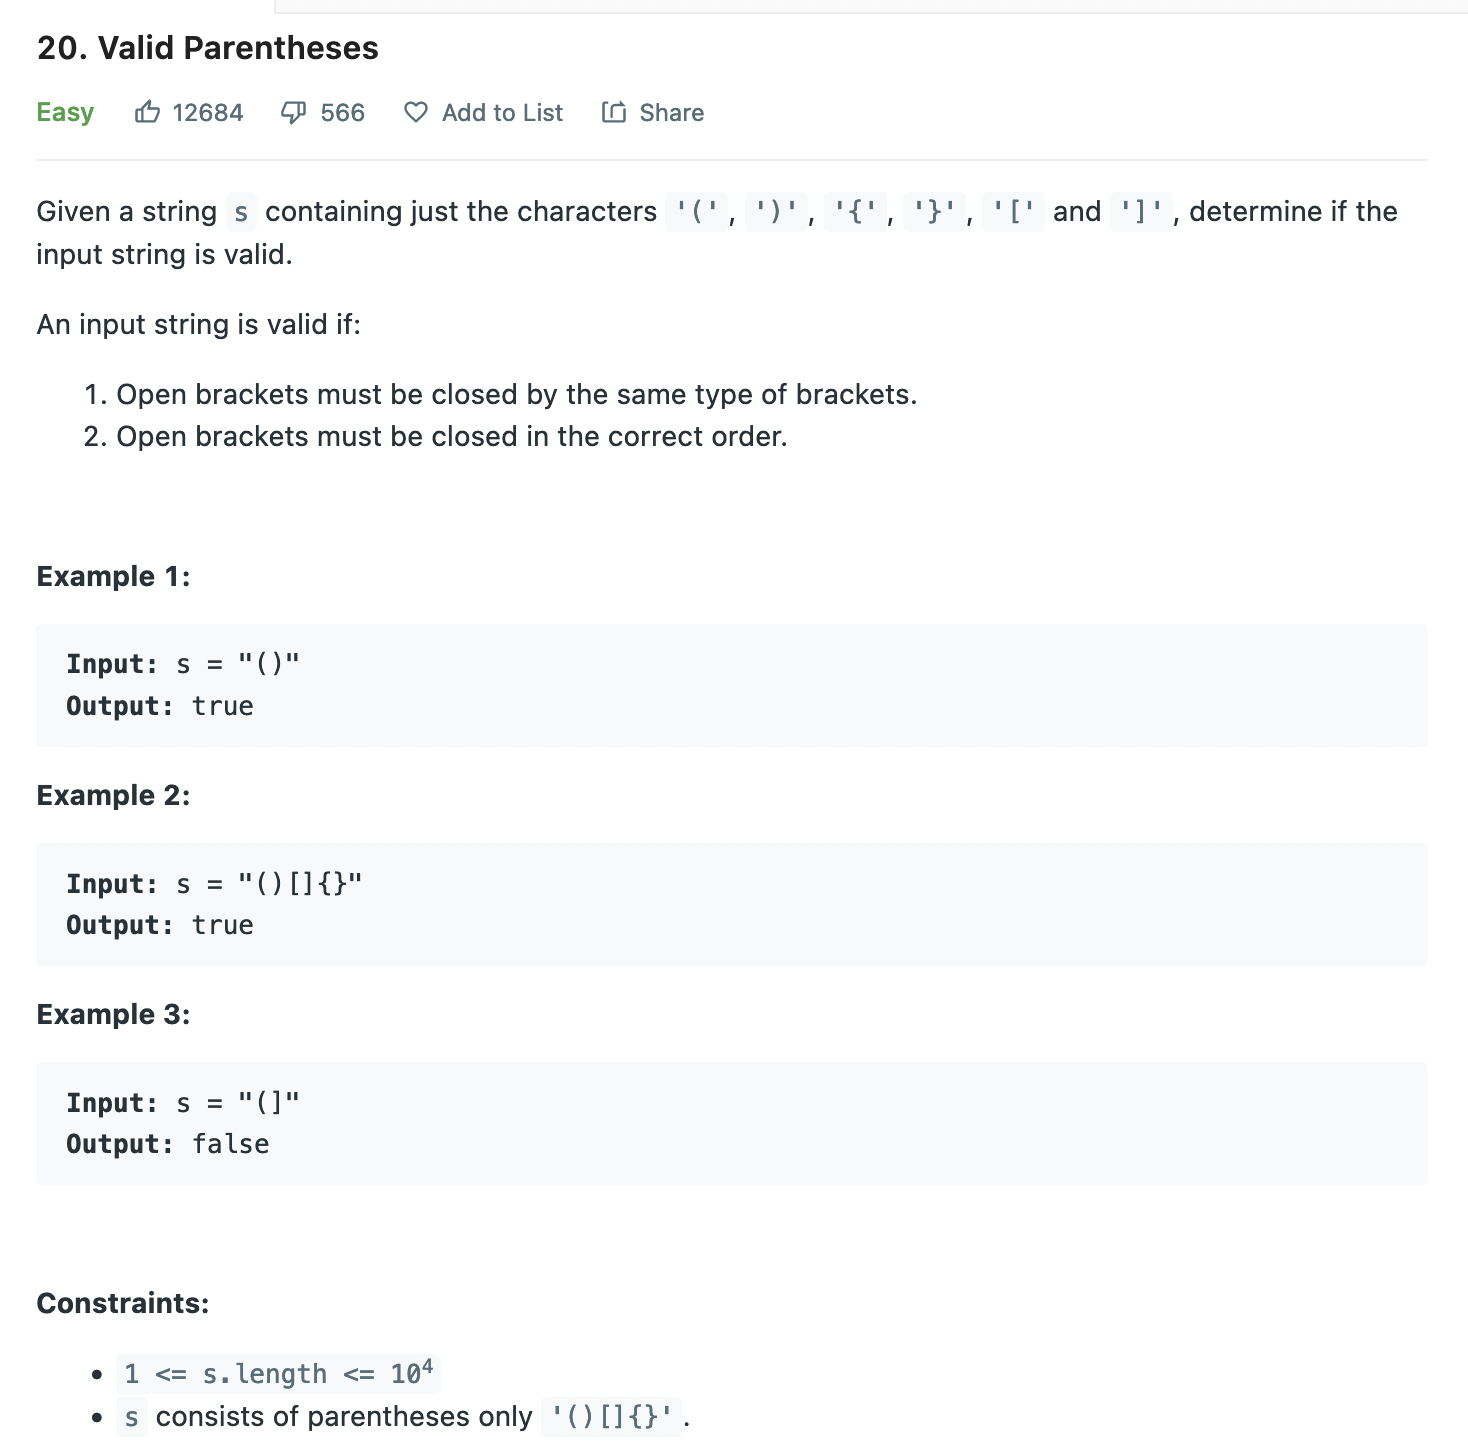 20. Valid Parentheses
Easy 12684 566 Add to List Share
Given a string s containing just the characters '(', ')', '{', '}', '[' and ']', determine if the
input string is valid.
An input string is valid if:
1. Open brackets must be closed by the same type of brackets.
2. Open brackets must be closed in the correct order.
Example 1:
Input: s = "()"
Output: true
Example 2:
Input: s = "()[]{}"
Output: true
Example 3:
Input: s = "(]"
Output: false
Constraints:
• 1 <= s.length <= 10⁴
• s consists of parentheses only '()[]{}'.